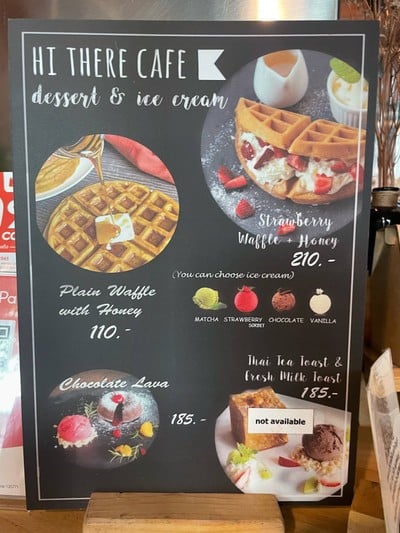 HI THERE CAFE
dessert & ice cream
Strawberry
Waffle + Honey
210.-
(You can choose ice cream)
MATCHA STRAWBERRY CHOCOLATE VANILLA
SORBET
Plain Waffle
with Honey
110.-
Thai Tea Toast &
Fresh Milk Toast
185.-
not available
Chocolate Lava
185.-